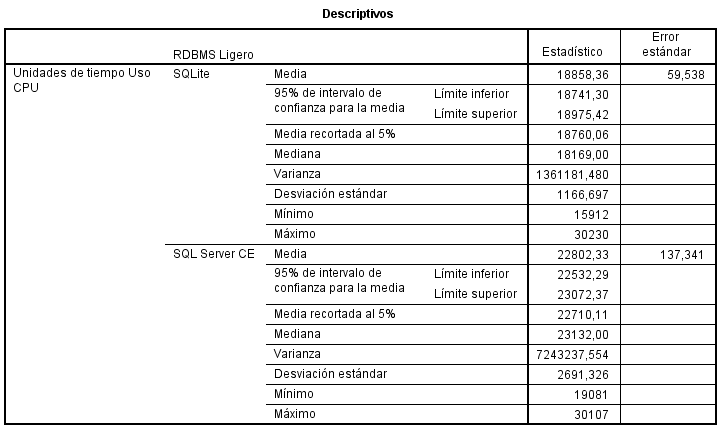 Descriptivos
RDBMS Ligero Estadístico Error estándar
Unidades de tiempo Uso CPU SQLite Media 18858,36 59,538
95% de intervalo de confianza para la media Límite inferior 18741,30
Límite superior 18975,42
Media recortada al 5% 18760,06
Mediana 18169,00
Varianza 1361181,480
Desviación estándar 1166,697
Mínimo 15912
Máximo 30230
SQL Server CE Media 22802,33 137,341
95% de intervalo de confianza para la media Límite inferior 22532,29
Límite superior 23072,37
Media recortada al 5% 22710,11
Mediana 23132,00
Varianza 7243237,554
Desviación estándar 2691,326
Mínimo 19081
Máximo 30107